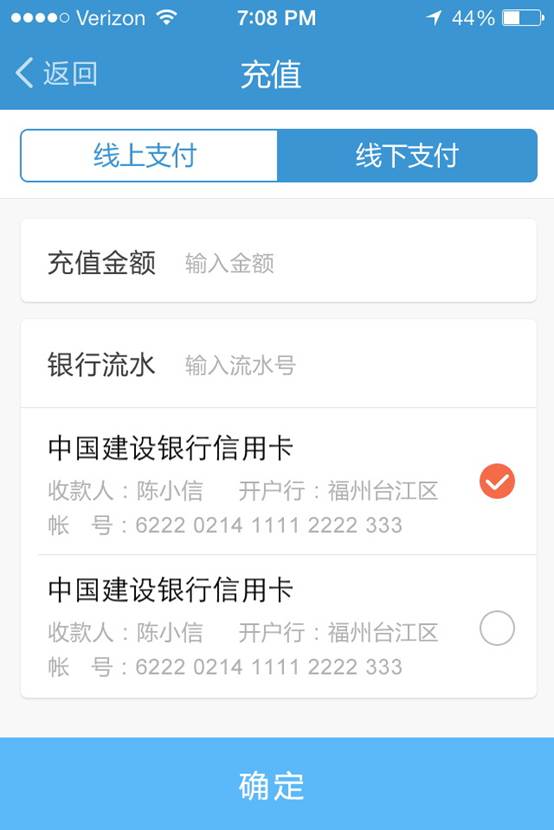 Verizon 7:08 PM 44%
返回 充值
线上支付 线下支付
充值金额 输入金额
银行流水 输入流水号
中国建设银行信用卡
收款人：陈小信 开户行：福州台江区
帐 号：6222 0214 1111 2222 333
中国建设银行信用卡
收款人：陈小信 开户行：福州台江区
帐 号：6222 0214 1111 2222 333
确定